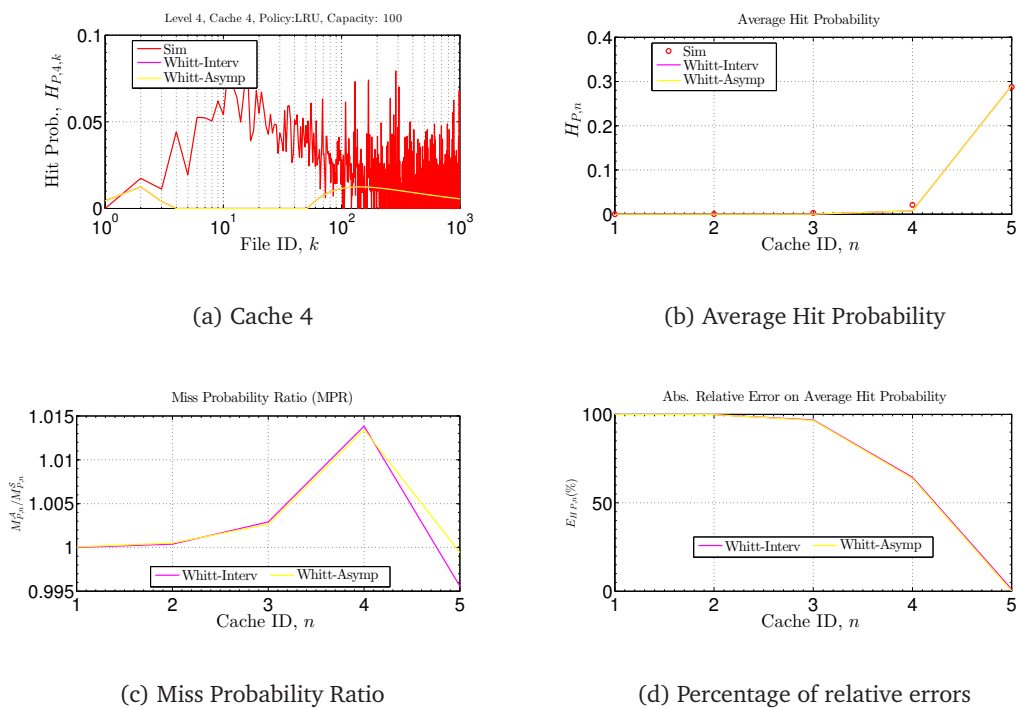 Level 4, Cache 4, Policy:LRU, Capacity: 100
0.1
0.05
0
Hit Prob., H_{P,4,k}
Sim
Whitt-Interv
Whitt-Asymp
10^0
10^1
10^2
10^3
File ID, k
(a) Cache 4
Average Hit Probability
0.4
0.3
0.2
0.1
0
H_{P,n}
Sim
Whitt-Interv
Whitt-Asymp
1
2
3
4
5
Cache ID, n
(b) Average Hit Probability
Miss Probability Ratio (MPR)
1.015
1.01
1.005
1
0.995
M^A_{P,n}/M^S_{P,n}
Whitt-Interv
Whitt-Asymp
1
2
3
4
5
Cache ID, n
(c) Miss Probability Ratio
Abs. Relative Error on Average Hit Probability
100
50
0
E_{HP,n}(%)
Whitt-Interv
Whitt-Asymp
1
2
3
4
5
Cache ID, n
(d) Percentage of relative errors